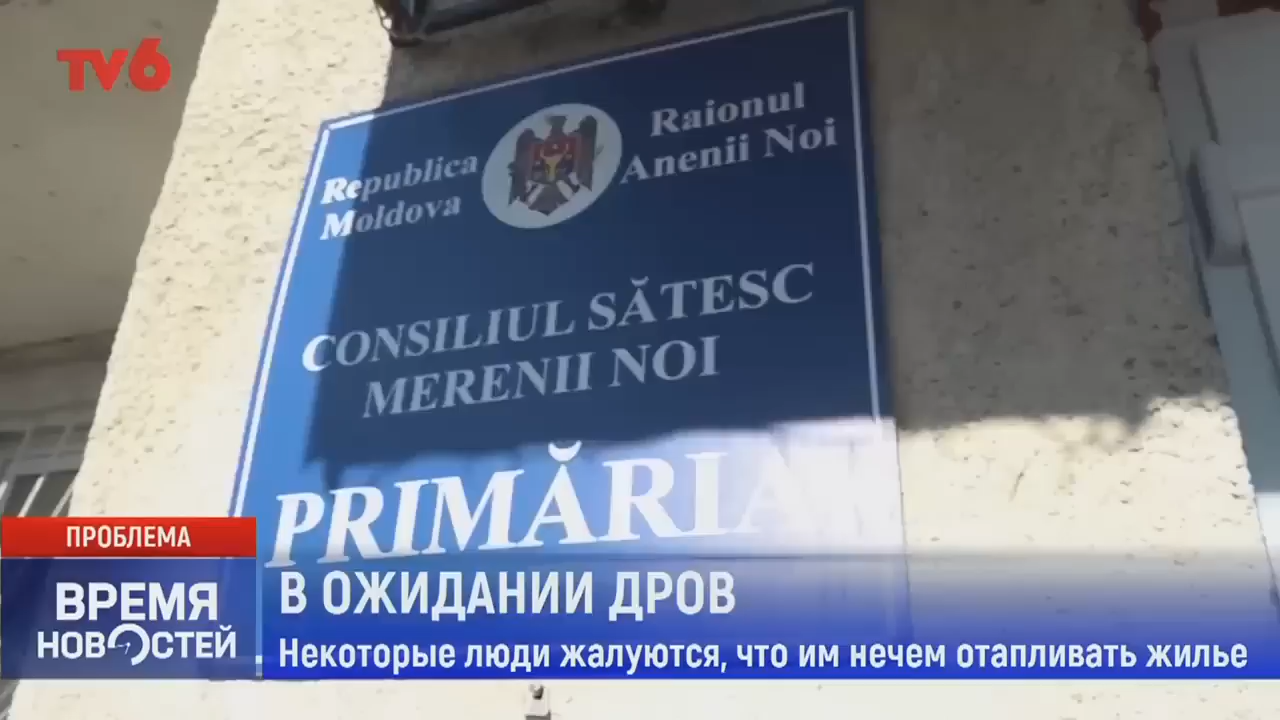 TV6
Republica
Moldova
Raionul
Anenii Noi
CONSILIUL SĂTESC
MERENII NOI
PRIMĂRIA
ПРОБЛЕМА
ВРЕМЯ
НОВОСТЕЙ
В ОЖИДАНИИ ДРОВ
Некоторые люди жалуются, что им нечем отапливать жилье